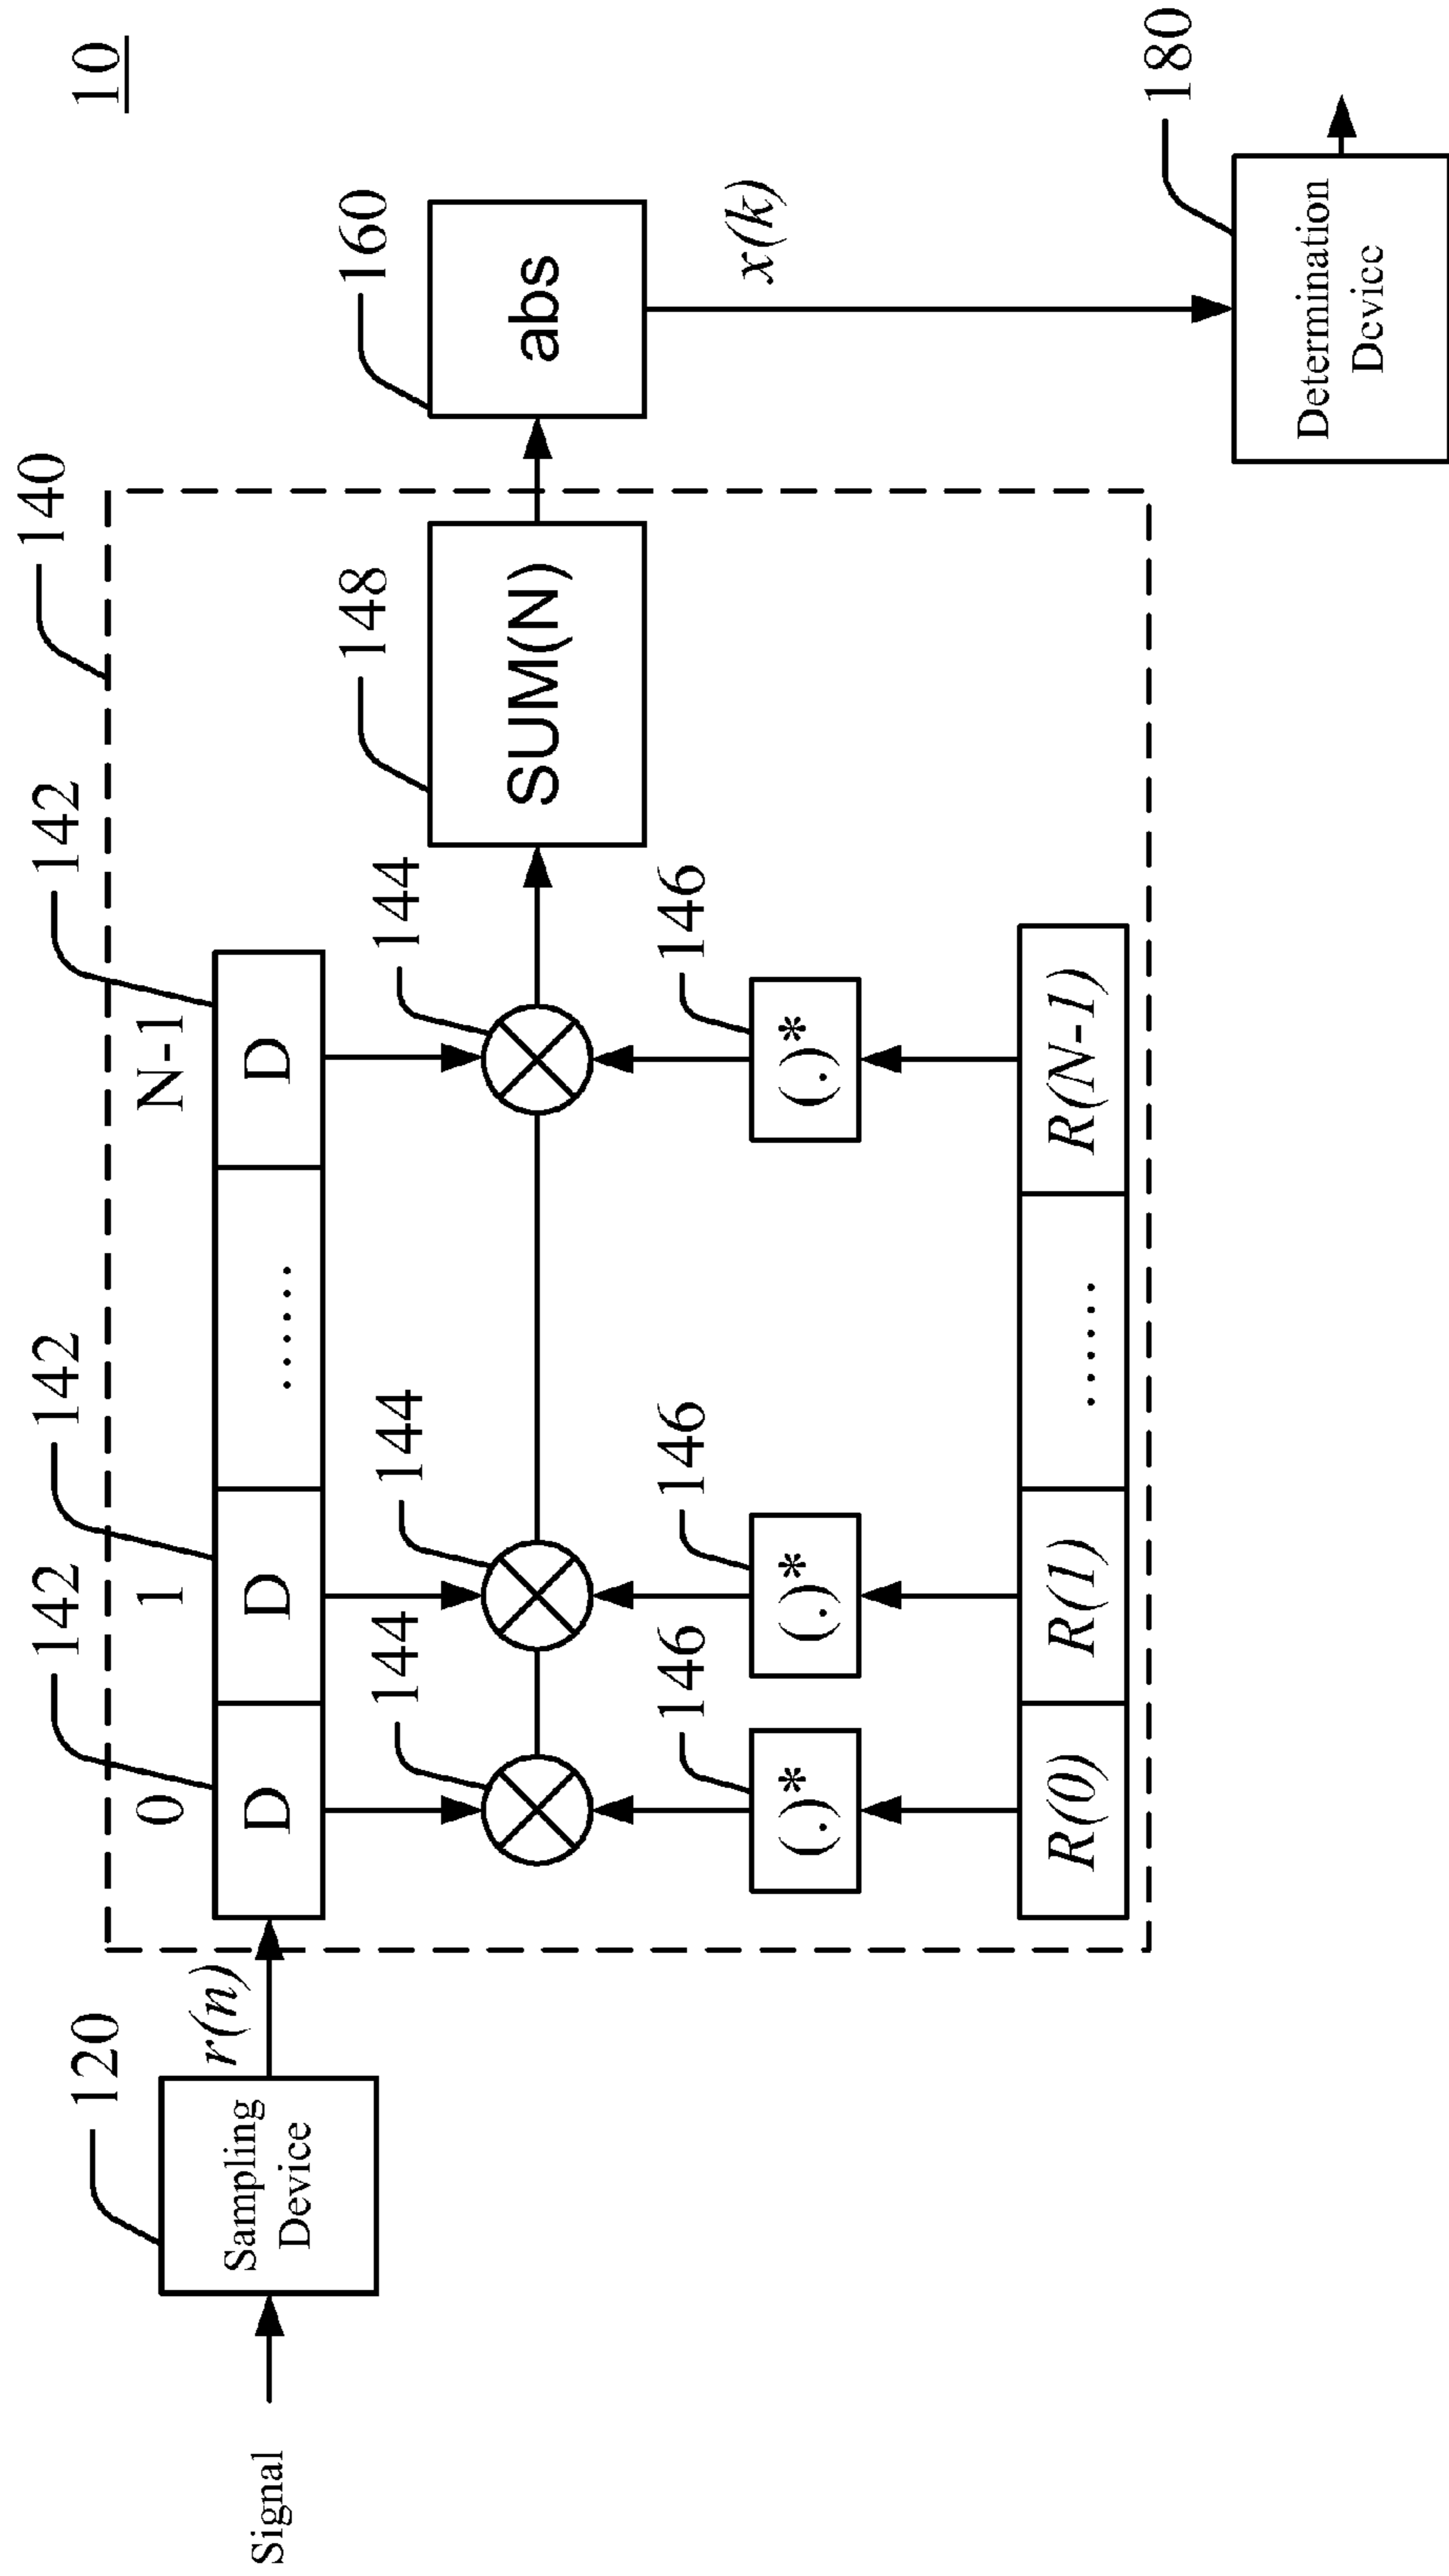 10
140
142
142
142
0
1
N-1
D
D
......
D
120
Signal
Sampling
Device
r(n)
144
144
144
148
SUM(N)
160
abs
x(k)
146
146
146
(.)*
(.)*
(.)*
R(0)
R(1)
......
R(N-1)
180
Determination
Device